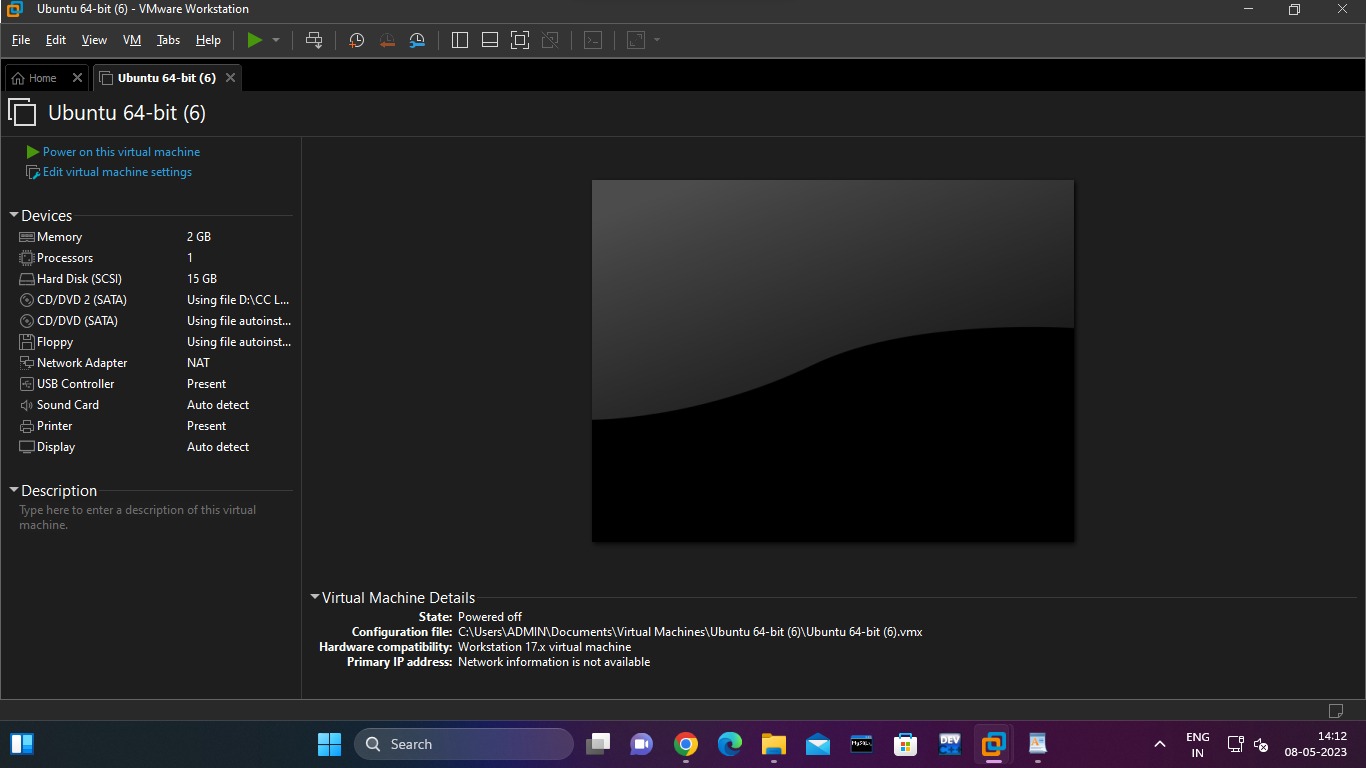 Ubuntu 64-bit (6) - VMware Workstation
File Edit View VM Tabs Help
Home Ubuntu 64-bit (6)
Ubuntu 64-bit (6)
Power on this virtual machine
Edit virtual machine settings
Devices
Memory 2 GB
Processors 1
Hard Disk (SCSI) 15 GB
CD/DVD 2 (SATA) Using file D:\CC L...
CD/DVD (SATA) Using file autoinst...
Floppy Using file autoinst...
Network Adapter NAT
USB Controller Present
Sound Card Auto detect
Printer Present
Display Auto detect
Description
Type here to enter a description of this virtual
machine.
Virtual Machine Details
State: Powered off
Configuration file: C:\Users\ADMIN\Documents\Virtual Machines\Ubuntu 64-bit (6)\Ubuntu 64-bit (6).vmx
Hardware compatibility: Workstation 17.x virtual machine
Primary IP address: Network information is not available
Search
MySQL
DEV
ENG
IN
14:12
08-05-2023